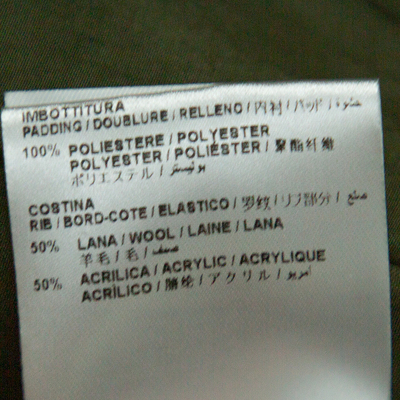 IMBOTTITURA
PADDING / DOUBLURE / RELLENO / 内衬 / パッド / حشوة
100% POLIESTERE / POLYESTER
POLYESTER / POLIÉSTER / 聚酯纤维
ポリエステル / بوليستر
COSTINA
RIB / BORD-COTE / ELASTICO / 罗纹 / リブ部分 /
50% LANA / WOOL / LAINE / LANA
羊毛 / 毛 / صوف
50% ACRILICA / ACRYLIC / ACRYLIQUE
ACRÍLICO / 腈纶 / アクリル /